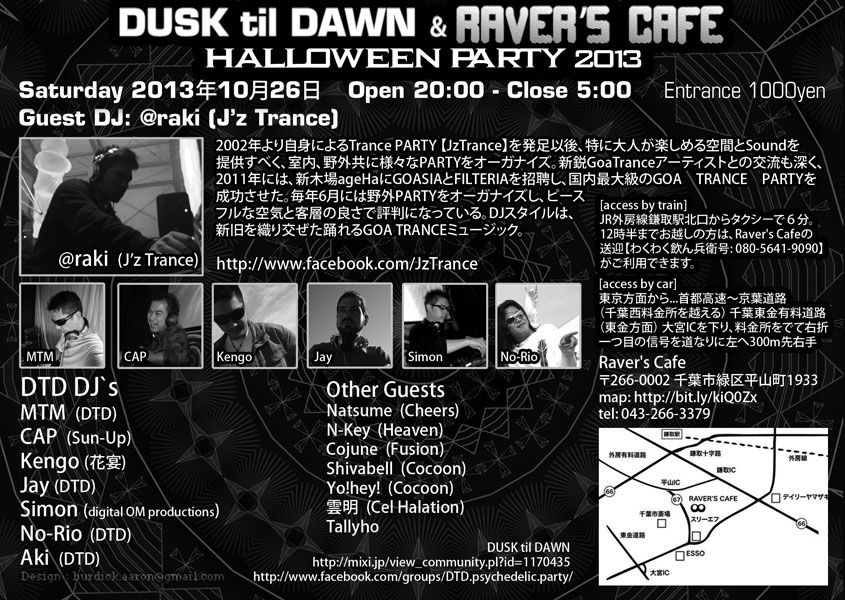 DUSK til DAWN & RAVER'S CAFE
HALLOWEEN PARTY 2013
Saturday 2013年10月26日 Open 20:00 - Close 5:00 Entrance 1000yen
Guest DJ: @raki (J'z Trance)
2002年より自身によるTrance PARTY【JzTrance】を発足以後、特に大人が楽しめる空間とSoundを
提供すべく、室内、野外共に様々なPARTYをオーガナイズ。新鋭GoaTranceアーティストとの交流も深く、
2011年には、新木場ageHaにGOASIAとFILTERIAを招聘し、国内最大級のGOA TRANCE PARTYを
成功させた。毎年6月には野外PARTYをオーガナイズし、ピース
フルな空気と客層の良さで評判になっている。DJスタイルは、
新旧を織り交ぜた踊れるGOA TRANCEミュージック。
@raki (J'z Trance)
http://www.facebook.com/JzTrance
[access by train]
JR外房線鎌取駅北口からタクシーで６分。
12時半までお越しの方は、Raver's Cafeの
送迎【わくわく飲ん兵衛号: 080-5641-9090】
がご利用できます。
[access by car]
東京方面から...首都高速〜京葉道路
（千葉西料金所を越える）千葉東金有料道路
（東金方面）大宮ICを下り、料金所をでて右折
一つ目の信号を道なりに左へ300m先右手
MTM
CAP
Kengo
Jay
Simon
No-Rio
Raver's Cafe
〒266-0002 千葉市緑区平山町1933
map: http://bit.ly/kiQ0Zx
tel: 043-266-3379
DTD DJ`s
MTM (DTD)
CAP (Sun-Up)
Kengo (花宴)
Jay (DTD)
Simon (digital OM productions)
No-Rio (DTD)
Aki (DTD)
Design : burdick.aaron@gmail.com
Other Guests
Natsume (Cheers)
N-Key (Heaven)
Cojune (Fusion)
Shivabell (Cocoon)
Yo!hey! (Cocoon)
雲明 (Cel Halation)
Tallyho
DUSK til DAWN
http://mixi.jp/view_community.pl?id=1170435
http://www.facebook.com/groups/DTD.psychedelic.party/
鎌取駅
外房有料道路
鎌取十字路
外房線
鎌取IC
平山IC
66
67
RAVER'S CAFE
デイリーヤマザキ
千葉市斎場
スリーエフ
66
東金道路
ESSO
大宮IC